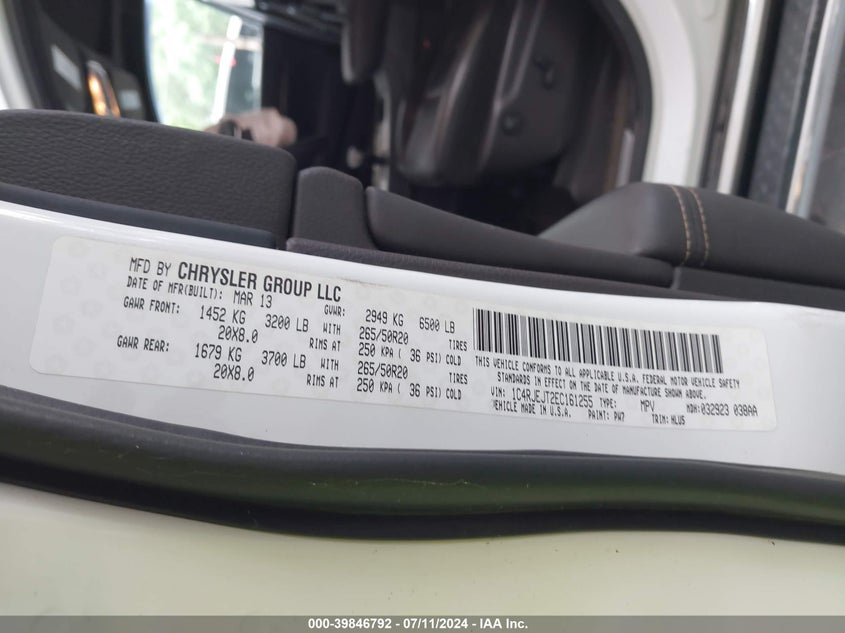 MFD BY CHRYSLER GROUP LLC
DATE OF MFR(BUILT): MAR 13 GVWR: 2949 KG 6500 LB
GAWR FRONT: 1452 KG 3200 LB WITH 265/50R20 TIRES
20X8.0 RIMS AT 250 KPA ( 36 PSI) COLD
GAWR REAR: 1679 KG 3700 LB WITH 265/50R20 TIRES
20X8.0 RIMS AT 250 KPA ( 36 PSI) COLD
THIS VEHICLE CONFORMS TO ALL APPLICABLE U.S.A. FEDERAL MOTOR VEHICLE SAFETY
STANDARDS IN EFFECT ON THE DATE OF MANUFACTURE SHOWN ABOVE.
VIN: 1C4RJEJT2EC161255 TYPE: MPV MDH: 032923 038AA
VEHICLE MADE IN U.S.A. PAINT: PW7 TRIM: HLUS
000-39846792 - 07/11/2024 - IAA Inc.